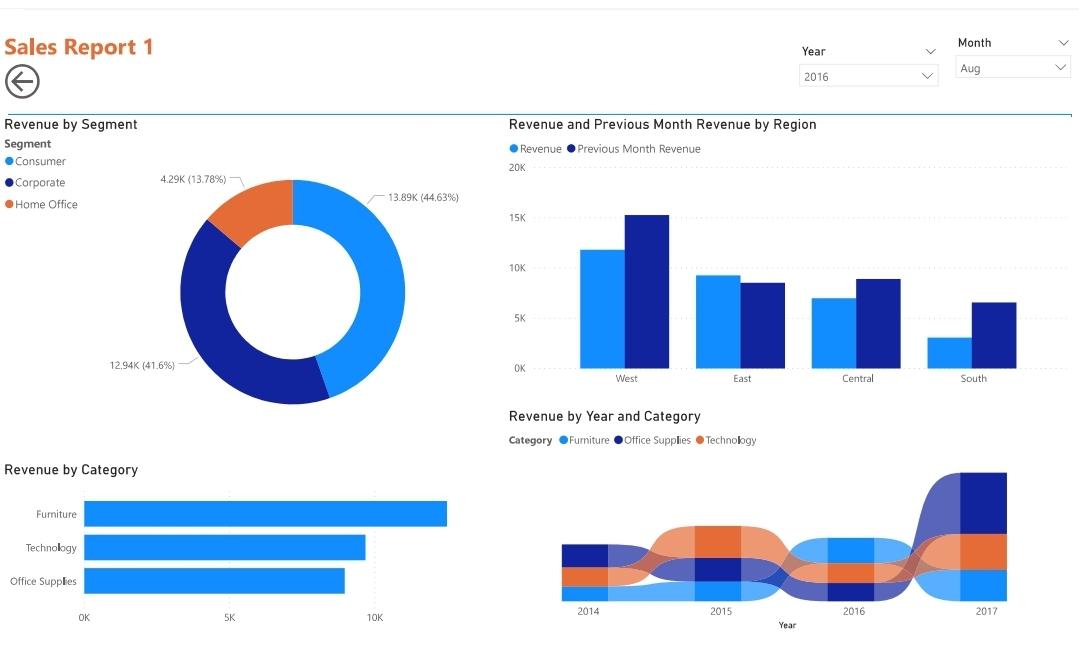 Sales Report 1
Year
2016
Month
Aug
Revenue by Segment
Segment
Consumer
Corporate
Home Office
4.29K (13.78%)
13.89K (44.63%)
12.94K (41.6%)
Revenue and Previous Month Revenue by Region
Revenue Previous Month Revenue
20K
15K
10K
5K
0K
West East Central South
Revenue by Category
Furniture
Technology
Office Supplies
0K 5K 10K
Revenue by Year and Category
Category Furniture Office Supplies Technology
2014 2015 2016 2017
Year